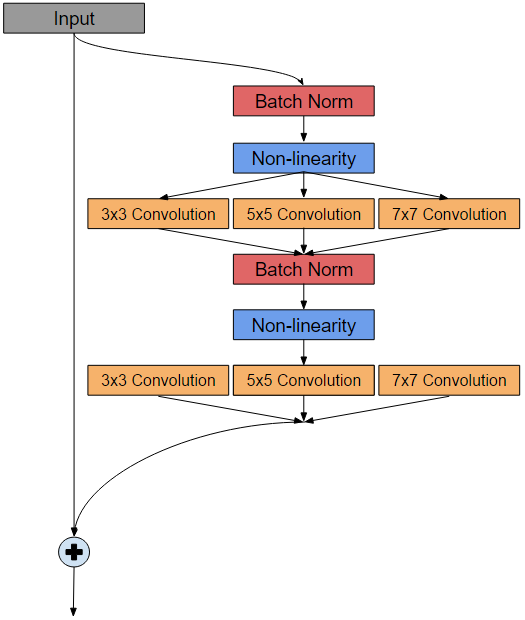 Input
Batch Norm
Non-linearity
3x3 Convolution
5x5 Convolution
7x7 Convolution
Batch Norm
Non-linearity
3x3 Convolution
5x5 Convolution
7x7 Convolution